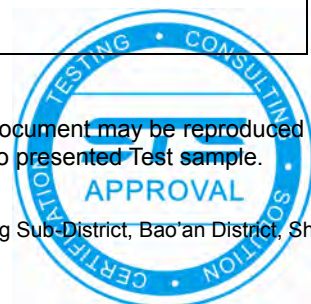 TESTING • CONSULTING • SOLUTION • CERTIFICATION •
ocument may be reproduced
o presented Test sample.
APPROVAL
g Sub-District, Bao’an District, Sh